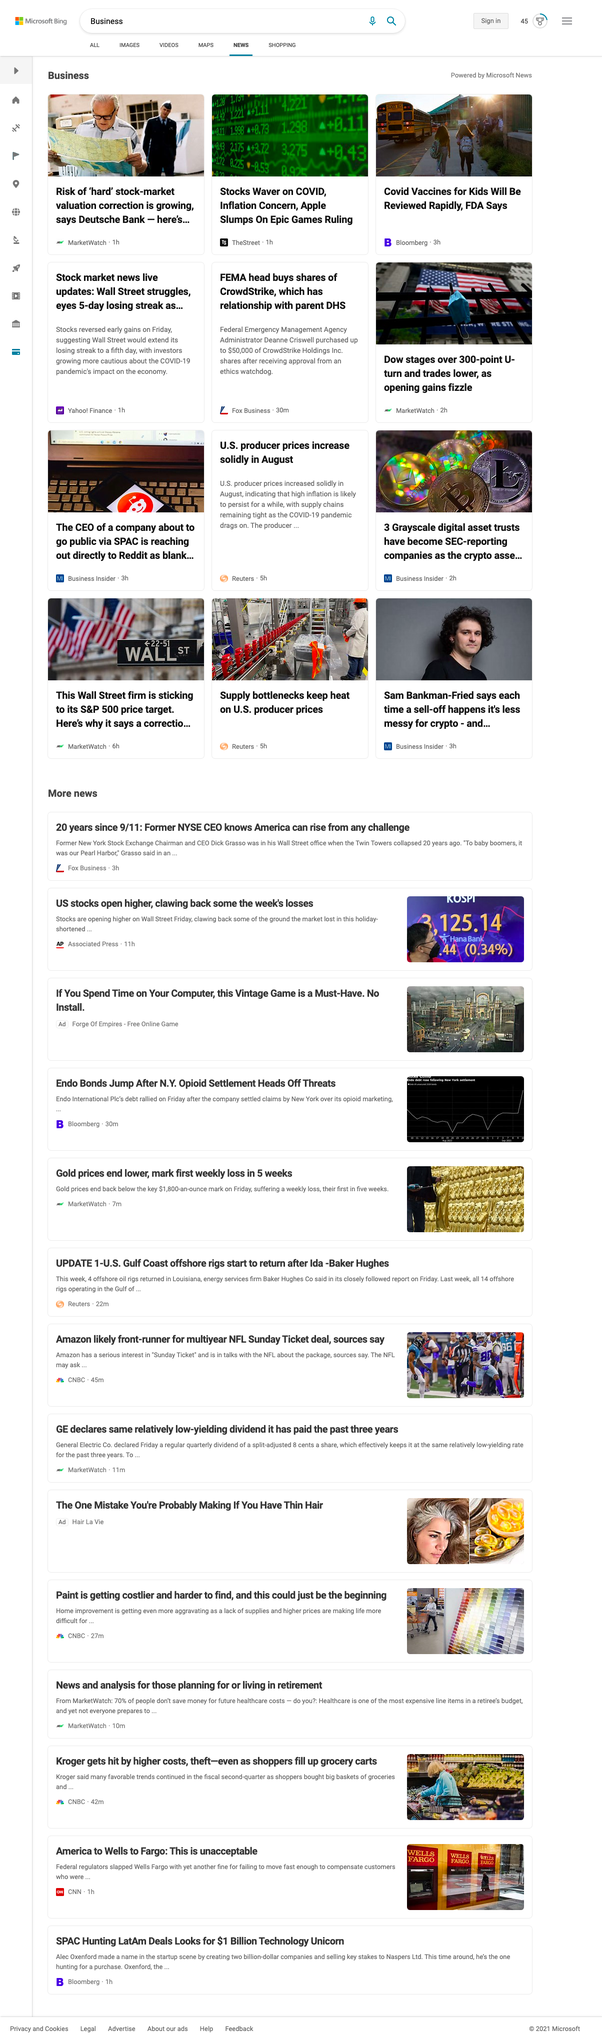 Microsoft Bing
Business
Sign in
45
ALL IMAGES VIDEOS MAPS NEWS SHOPPING
Business
Powered by Microsoft News
Risk of ‘hard’ stock-market
valuation correction is growing,
says Deutsche Bank — here’s...
MarketWatch · 1h
Stocks Waver on COVID,
Inflation Concern, Apple
Slumps On Epic Games Ruling
TheStreet · 1h
Covid Vaccines for Kids Will Be
Reviewed Rapidly, FDA Says
Bloomberg · 3h
Stock market news live
updates: Wall Street struggles,
eyes 5-day losing streak as...
Stocks reversed early gains on Friday,
suggesting Wall Street would extend its
losing streak to a fifth day, with investors
growing more cautious about the COVID-19
pandemic's impact on the economy.
Yahoo! Finance · 1h
FEMA head buys shares of
CrowdStrike, which has
relationship with parent DHS
Federal Emergency Management Agency
Administrator Deanne Criswell purchased up
to $50,000 of CrowdStrike Holdings Inc.
shares after receiving approval from an
ethics watchdog.
Fox Business · 30m
Dow stages over 300-point U-
turn and trades lower, as
opening gains fizzle
MarketWatch · 2h
The CEO of a company about to
go public via SPAC is reaching
out directly to Reddit as blank...
Business Insider · 3h
U.S. producer prices increase
solidly in August
U.S. producer prices increased solidly in
August, indicating that high inflation is likely
to persist for a while, with supply chains
remaining tight as the COVID-19 pandemic
drags on. The producer ...
Reuters · 5h
3 Grayscale digital asset trusts
have become SEC-reporting
companies as the crypto asse...
Business Insider · 2h
WALL ST
This Wall Street firm is sticking
to its S&P 500 price target.
Here’s why it says a correctio...
MarketWatch · 6h
Supply bottlenecks keep heat
on U.S. producer prices
Reuters · 5h
Sam Bankman-Fried says each
time a sell-off happens it's less
messy for crypto - and...
Business Insider · 3h
More news
20 years since 9/11: Former NYSE CEO knows America can rise from any challenge
Former New York Stock Exchange Chairman and CEO Dick Grasso was in his Wall Street office when the Twin Towers collapsed 20 years ago. "To baby boomers, it
was our Pearl Harbor," Grasso said in an ...
Fox Business · 3h
US stocks open higher, clawing back some the week's losses
Stocks are opening higher on Wall Street Friday, clawing back some of the ground the market lost in this holiday-
shortened ...
AP Associated Press · 11h
KOSPI
3,125.14
Hana Bank
.44 (0.34%)
If You Spend Time on Your Computer, this Vintage Game is a Must-Have. No
Install.
Ad Forge Of Empires - Free Online Game
Endo Bonds Jump After N.Y. Opioid Settlement Heads Off Threats
Endo International Plc's debt rallied on Friday after the company settled claims by New York over its opioid marketing,
...
Bloomberg · 30m
Gold prices end lower, mark first weekly loss in 5 weeks
Gold prices end back below the key $1,800-an-ounce mark on Friday, suffering a weekly loss, their first in five weeks.
MarketWatch · 7m
UPDATE 1-U.S. Gulf Coast offshore rigs start to return after Ida -Baker Hughes
This week, 4 offshore oil rigs returned in Louisiana, energy services firm Baker Hughes Co said in its closely followed report on Friday. Last week, all 14 offshore
rigs operating in the Gulf of ...
Reuters · 22m
Amazon likely front-runner for multiyear NFL Sunday Ticket deal, sources say
Amazon has a serious interest in "Sunday Ticket" and is in talks with the NFL about the package, sources say. The NFL
may ask ...
CNBC · 45m
GE declares same relatively low-yielding dividend it has paid the past three years
General Electric Co. declared Friday a regular quarterly dividend of a split-adjusted 8 cents a share, which effectively keeps it at the same relatively low-yielding rate
for the past three years. To ...
MarketWatch · 11m
The One Mistake You're Probably Making If You Have Thin Hair
Ad Hair La Vie
Paint is getting costlier and harder to find, and this could just be the beginning
Home improvement is getting even more aggravating as a lack of supplies and higher prices are making life more
difficult for ...
CNBC · 27m
News and analysis for those planning for or living in retirement
From MarketWatch: 70% of people don't save money for future healthcare costs — do you?: Healthcare is one of the most expensive line items in a retiree's budget,
and yet not everyone prepares to ...
MarketWatch · 10m
Kroger gets hit by higher costs, theft—even as shoppers fill up grocery carts
Kroger said many favorable trends continued in the fiscal second-quarter as shoppers bought big baskets of groceries
and ...
CNBC · 42m
America to Wells to Fargo: This is unacceptable
Federal regulators slapped Wells Fargo with yet another fine for failing to move fast enough to compensate customers
who were ...
CNN · 1h
WELLS FARGO
WELLS FARGO
SPAC Hunting LatAm Deals Looks for $1 Billion Technology Unicorn
Alec Oxenford made a name in the startup scene by creating two billion-dollar companies and selling key stakes to Naspers Ltd. This time around, he's the one
hunting for a purchase. Oxenford, the ...
Bloomberg · 1h
Privacy and Cookies Legal Advertise About our ads Help Feedback
© 2021 Microsoft